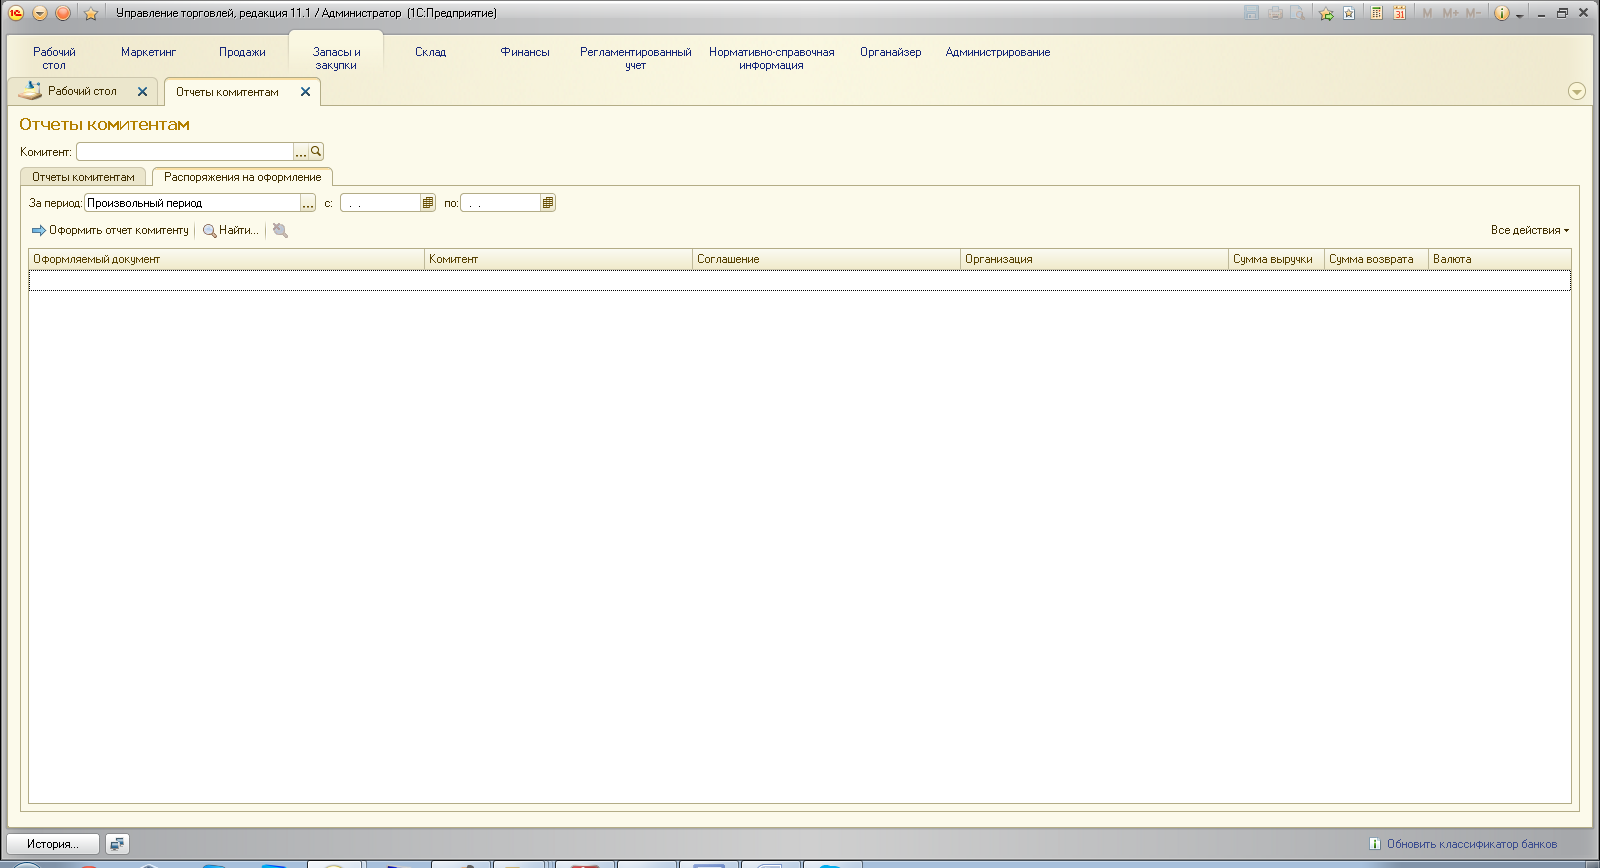 Управление торговлей, редакция 11.1 / Администратор (1С:Предприятие)
M M+ M-
Рабочий стол
Маркетинг
Продажи
Запасы и закупки
Склад
Финансы
Регламентированный учет
Нормативно-справочная информация
Органайзер
Администрирование
Рабочий стол
Отчеты комитентам
Отчеты комитентам
Комитент:
Отчеты комитентам
Распоряжения на оформление
За период: Произвольный период ... с: . . по: . .
Оформить отчет комитенту Найти... Все действия
Оформляемый документ Комитент Соглашение Организация Сумма выручки Сумма возврата Валюта
История...
Обновить классификатор банков